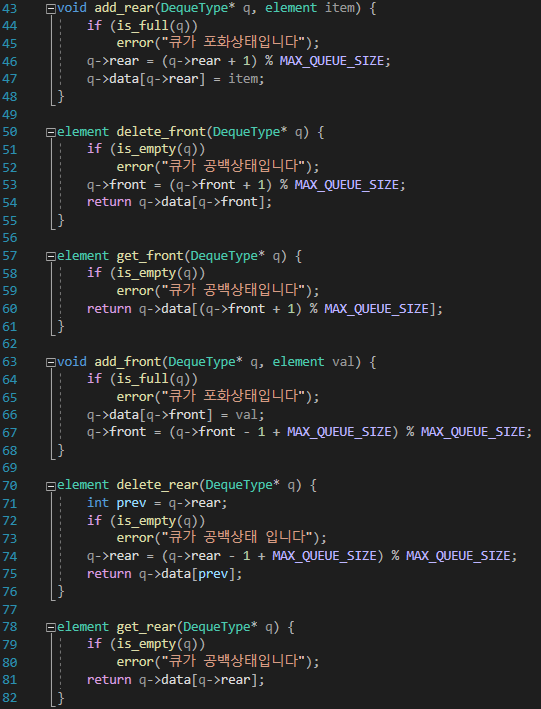 43 void add_rear(DequeType* q, element item) {
44     if (is_full(q))
45         error("큐가 포화상태입니다");
46     q->rear = (q->rear + 1) % MAX_QUEUE_SIZE;
47     q->data[q->rear] = item;
48 }
49
50 element delete_front(DequeType* q) {
51     if (is_empty(q))
52         error("큐가 공백상태입니다");
53     q->front = (q->front + 1) % MAX_QUEUE_SIZE;
54     return q->data[q->front];
55 }
56
57 element get_front(DequeType* q) {
58     if (is_empty(q))
59         error("큐가 공백상태입니다");
60     return q->data[(q->front + 1) % MAX_QUEUE_SIZE];
61 }
62
63 void add_front(DequeType* q, element val) {
64     if (is_full(q))
65         error("큐가 포화상태입니다");
66     q->data[q->front] = val;
67     q->front = (q->front - 1 + MAX_QUEUE_SIZE) % MAX_QUEUE_SIZE;
68 }
69
70 element delete_rear(DequeType* q) {
71     int prev = q->rear;
72     if (is_empty(q))
73         error("큐가 공백상태 입니다");
74     q->rear = (q->rear - 1 + MAX_QUEUE_SIZE) % MAX_QUEUE_SIZE;
75     return q->data[prev];
76 }
77
78 element get_rear(DequeType* q) {
79     if (is_empty(q))
80         error("큐가 공백상태입니다");
81     return q->data[q->rear];
82 }